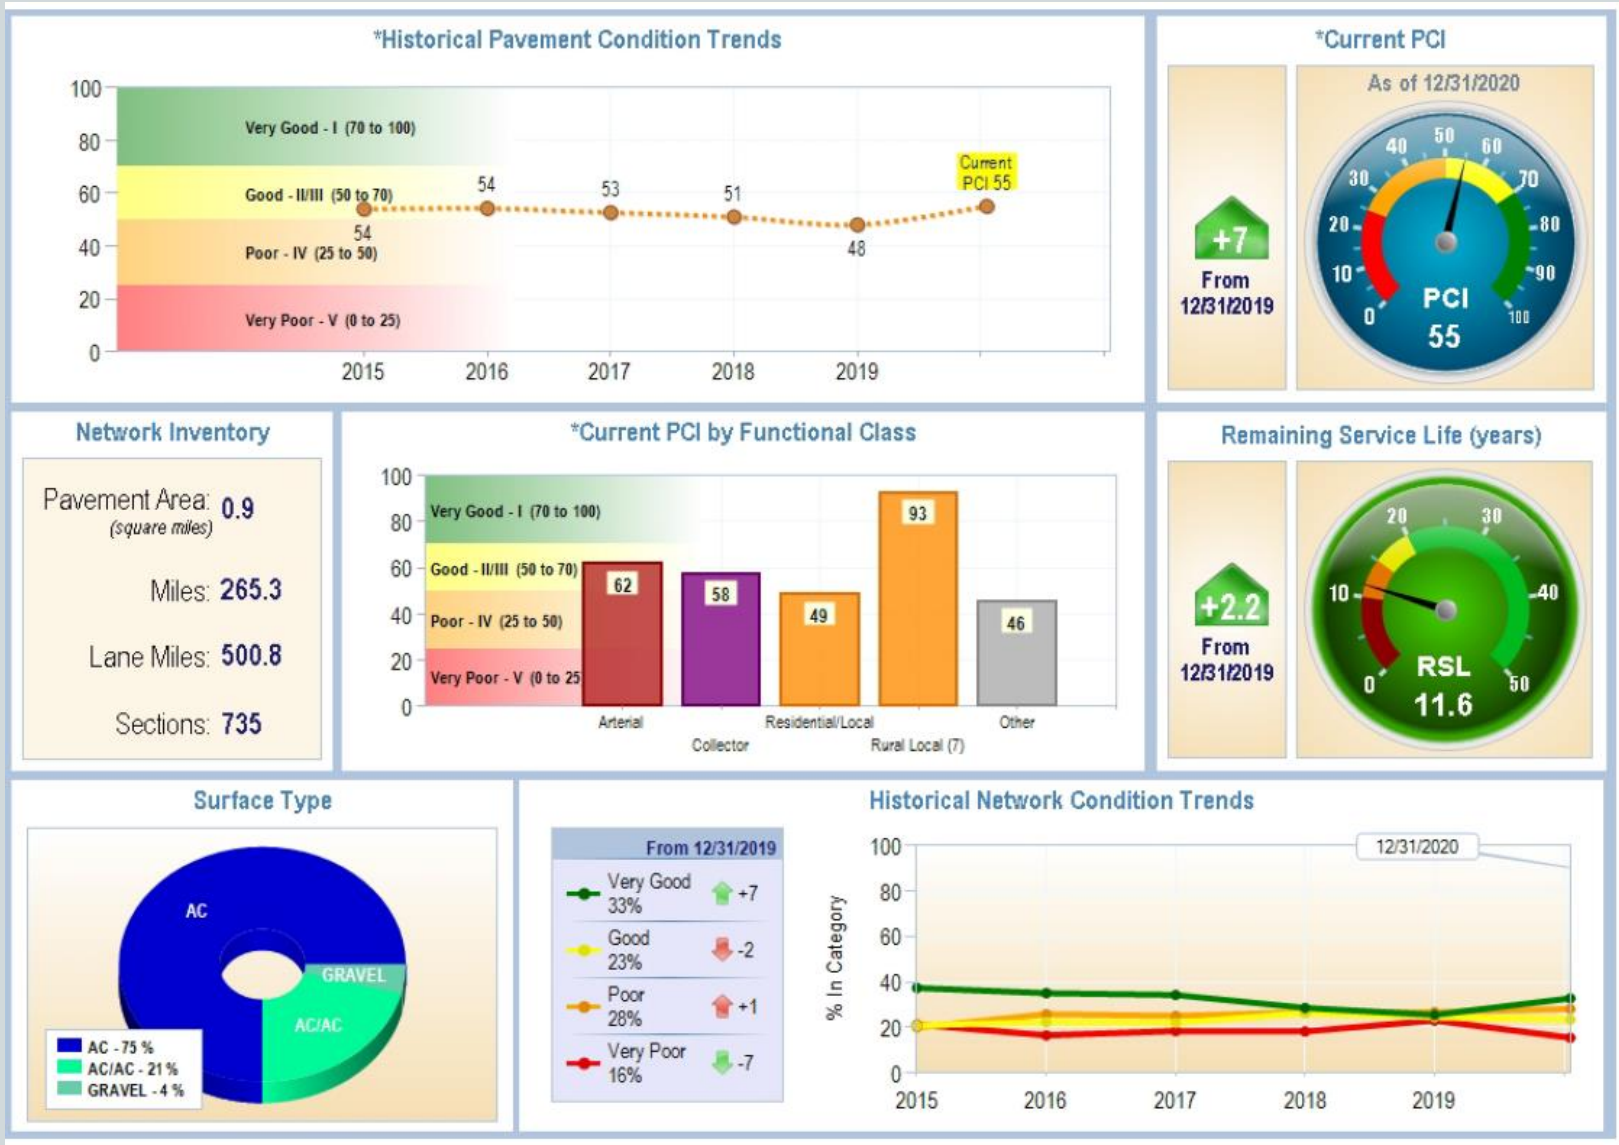 *Historical Pavement Condition Trends
100
80
60
40
20
0
Very Good - I (70 to 100)
Good - II/III (50 to 70)
Poor - IV (25 to 50)
Very Poor - V (0 to 25)
54
54
53
51
48
Current
PCI 55
2015 2016 2017 2018 2019
*Current PCI
+7
From
12/31/2019
As of 12/31/2020
0 10 20 30 40 50 60 70 80 90 100
PCI
55
Network Inventory
Pavement Area: 0.9
(square miles)
Miles: 265.3
Lane Miles: 500.8
Sections: 735
*Current PCI by Functional Class
100
80
60
40
20
0
Very Good - I (70 to 100)
Good - II/III (50 to 70)
Poor - IV (25 to 50)
Very Poor - V (0 to 25
62
58
49
93
46
Arterial
Collector
Residential/Local
Rural Local (7)
Other
Remaining Service Life (years)
+2.2
From
12/31/2019
0 10 20 30 40 50
RSL
11.6
Surface Type
AC
GRAVEL
AC/AC
AC - 75 %
AC/AC - 21 %
GRAVEL - 4 %
Historical Network Condition Trends
From 12/31/2019
Very Good
33%
+7
Good
23%
-2
Poor
28%
+1
Very Poor
16%
-7
% In Category
100
80
60
40
20
0
12/31/2020
2015 2016 2017 2018 2019